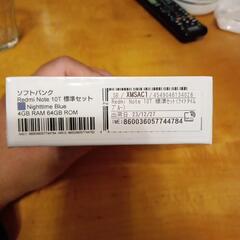 ソフトバンク
Redmi Note 10T 標準セット
Nighttime Blue
4GB RAM 64GB ROM
SB / XMSAC1 / 4549046134026
Redmi Note 10T 標準セット(ナイトタイム
ブルー)
出荷日 23/12/27
IMEI:860036057744784